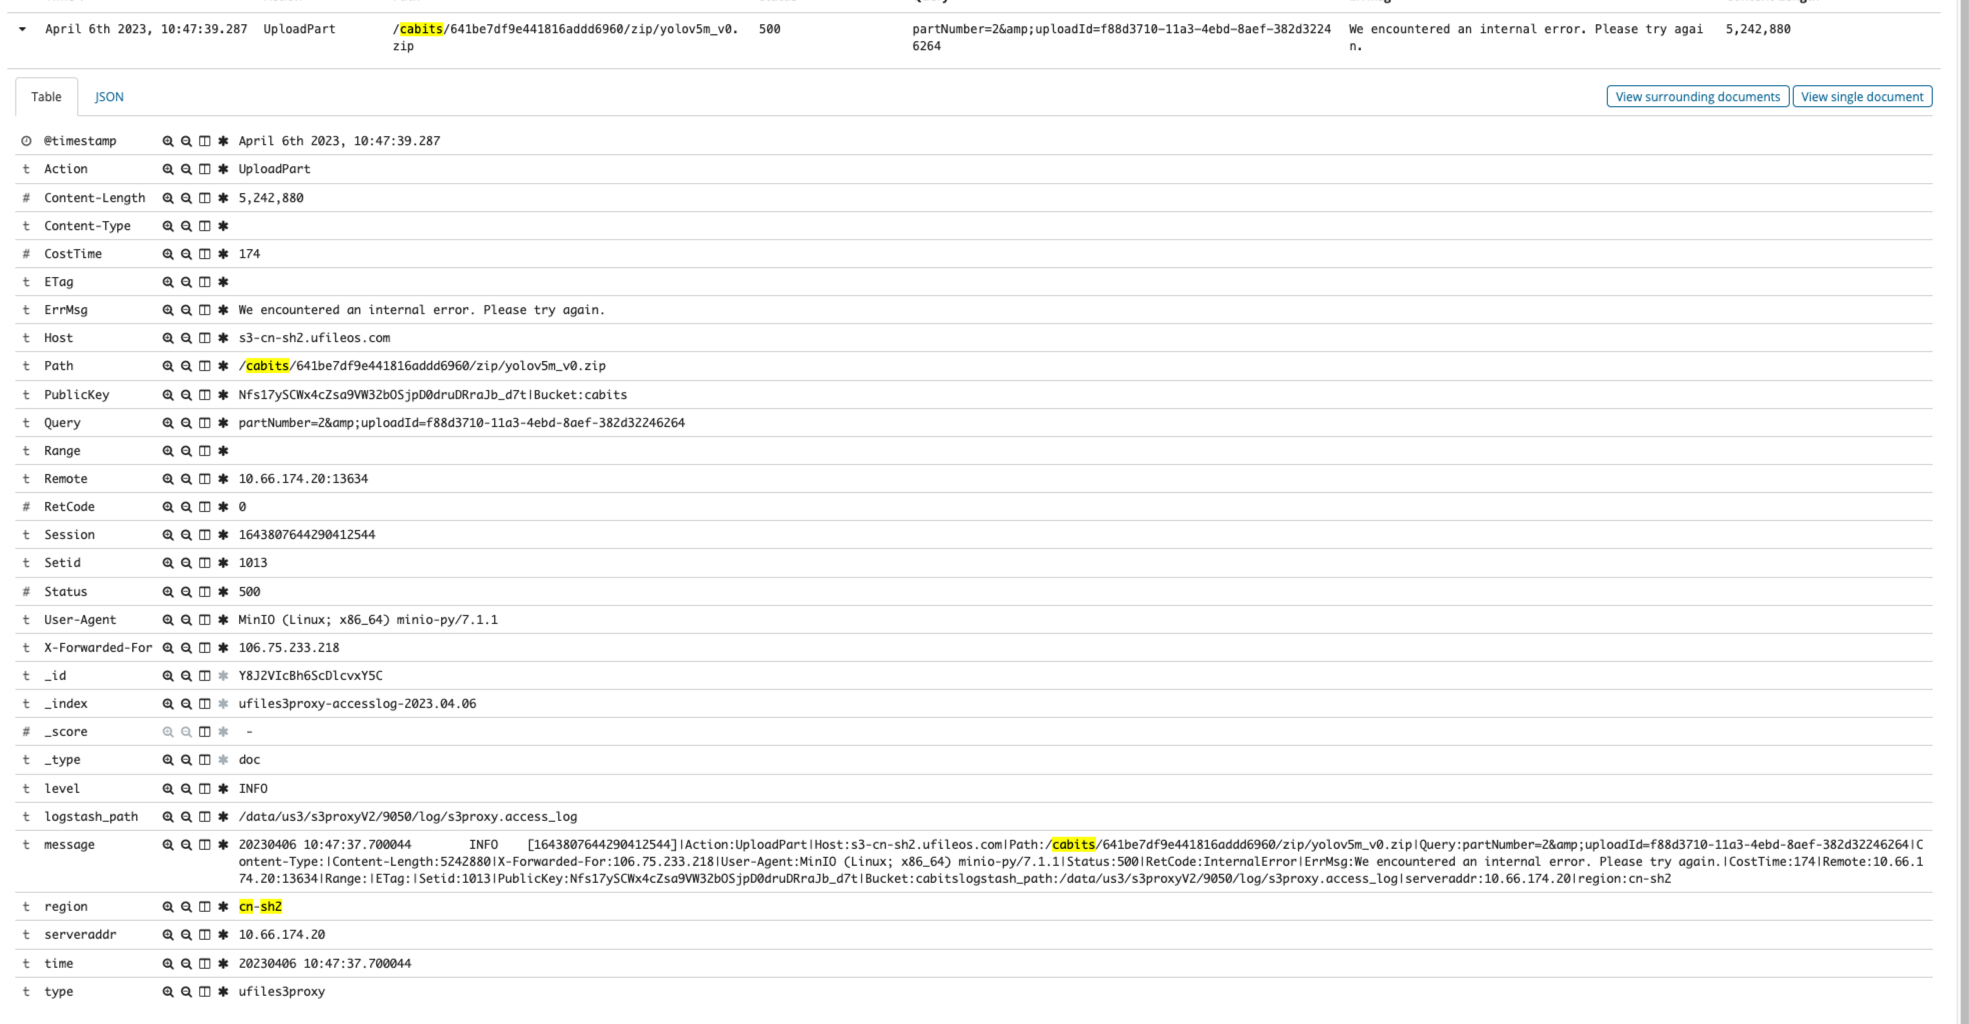 April 6th 2023, 10:47:39.287 UploadPart /cabits/641be7df9e441816addd6960/zip/yolov5m_v0. 500 partNumber=2&amp;uploadId=f88d3710-11a3-4ebd-8aef-382d3224 We encountered an internal error. Please try agai 5,242,880
zip 6264 n.
Table JSON View surrounding documents View single document
@timestamp April 6th 2023, 10:47:39.287
t Action UploadPart
# Content-Length 5,242,880
t Content-Type
# CostTime 174
t ETag
t ErrMsg We encountered an internal error. Please try again.
t Host s3-cn-sh2.ufileos.com
t Path /cabits/641be7df9e441816addd6960/zip/yolov5m_v0.zip
t PublicKey Nfs17ySCWx4cZsa9VW32bOSjpD0druDRraJb_d7t|Bucket:cabits
t Query partNumber=2&amp;uploadId=f88d3710-11a3-4ebd-8aef-382d32246264
t Range
t Remote 10.66.174.20:13634
# RetCode 0
t Session 1643807644290412544
t Setid 1013
# Status 500
t User-Agent MinIO (Linux; x86_64) minio-py/7.1.1
t X-Forwarded-For 106.75.233.218
t _id Y8J2VIcBh6ScDlcvxY5C
t _index ufiles3proxy-accesslog-2023.04.06
# _score -
t _type doc
t level INFO
t logstash_path /data/us3/s3proxyV2/9050/log/s3proxy.access_log
t message 20230406 10:47:37.700044 INFO [1643807644290412544]|Action:UploadPart|Host:s3-cn-sh2.ufileos.com|Path:/cabits/641be7df9e441816addd6960/zip/yolov5m_v0.zip|Query:partNumber=2&amp;uploadId=f88d3710-11a3-4ebd-8aef-382d32246264|C
ontent-Type:|Content-Length:5242880|X-Forwarded-For:106.75.233.218|User-Agent:MinIO (Linux; x86_64) minio-py/7.1.1|Status:500|RetCode:InternalError|ErrMsg:We encountered an internal error. Please try again.|CostTime:174|Remote:10.66.1
74.20:13634|Range:|ETag:|Setid:1013|PublicKey:Nfs17ySCWx4cZsa9VW32bOSjpD0druDRraJb_d7t|Bucket:cabitslogstash_path:/data/us3/s3proxyV2/9050/log/s3proxy.access_log|serveraddr:10.66.174.20|region:cn-sh2
t region cn-sh2
t serveraddr 10.66.174.20
t time 20230406 10:47:37.700044
t type ufiles3proxy